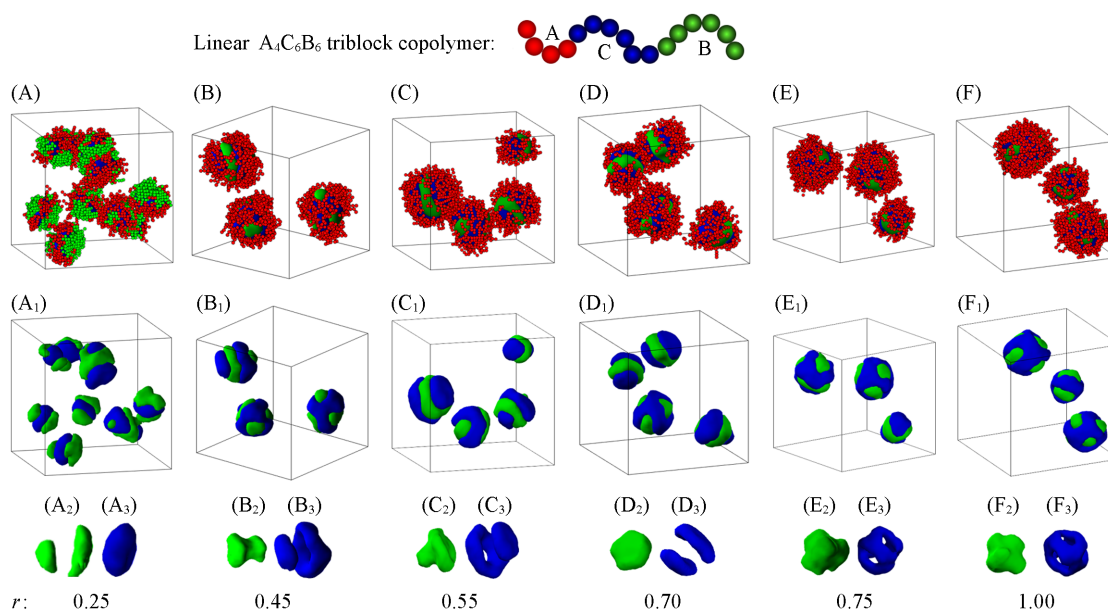 Linear A₄C₆B₆ triblock copolymer: A C B
(A) (B) (C) (D) (E) (F)
(A₁) (B₁) (C₁) (D₁) (E₁) (F₁)
(A₂) (A₃) (B₂) (B₃) (C₂) (C₃) (D₂) (D₃) (E₂) (E₃) (F₂) (F₃)
r: 0.25 0.45 0.55 0.70 0.75 1.00